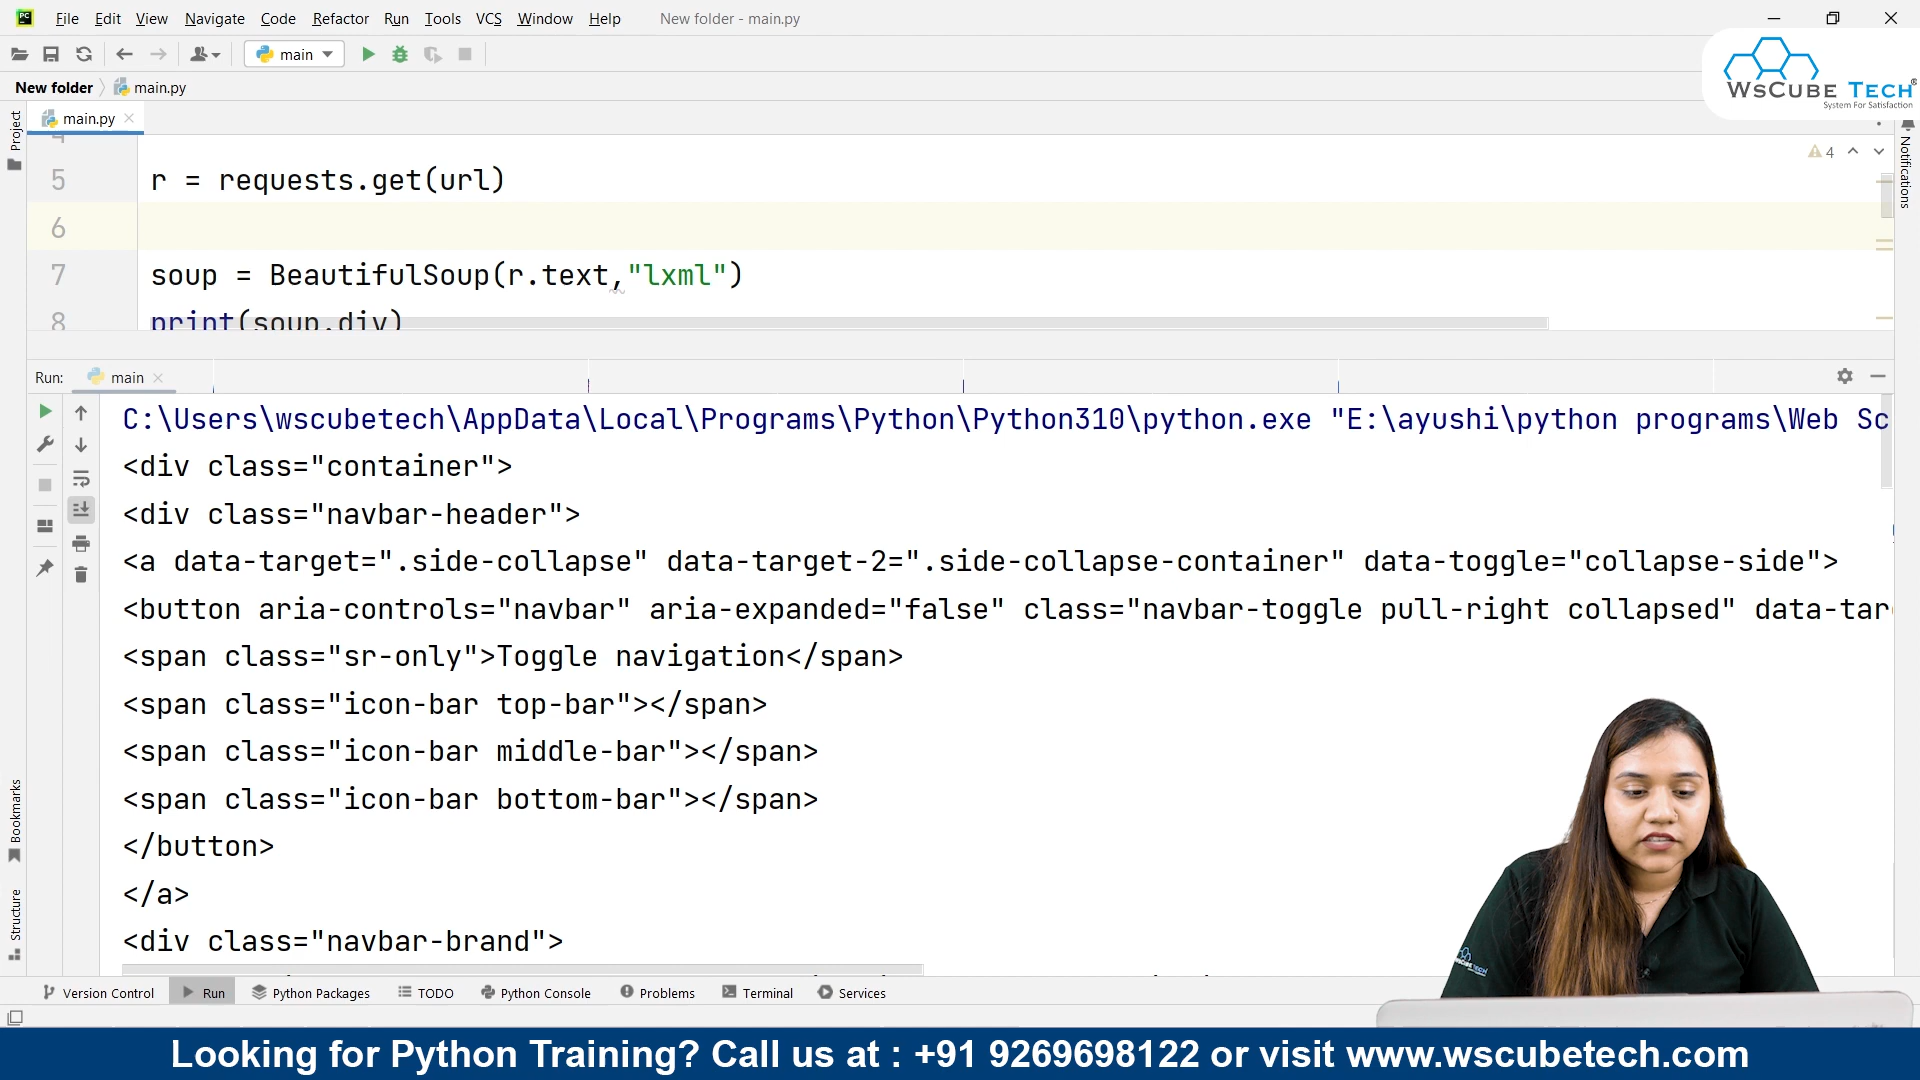 File Edit View Navigate Code Refactor Run Tools VCS Window Help New folder - main.py
main
WsCube Tech®
System For Satisfaction
New folder main.py
main.py
Project
Notifications
4
5 r = requests.get(url)
6
7 soup = BeautifulSoup(r.text,"lxml")
8 print(soup.div)
Run: main
C:\Users\wscubetech\AppData\Local\Programs\Python\Python310\python.exe "E:\ayushi\python programs\Web Sc
<div class="container">
<div class="navbar-header">
<a data-target=".side-collapse" data-target-2=".side-collapse-container" data-toggle="collapse-side">
<button aria-controls="navbar" aria-expanded="false" class="navbar-toggle pull-right collapsed" data-tar
<span class="sr-only">Toggle navigation</span>
<span class="icon-bar top-bar"></span>
<span class="icon-bar middle-bar"></span>
<span class="icon-bar bottom-bar"></span>
</button>
</a>
<div class="navbar-brand">
Bookmarks
Structure
WsCube Tech
Version Control Run Python Packages TODO Python Console Problems Terminal Services
Looking for Python Training? Call us at : +91 9269698122 or visit www.wscubetech.com